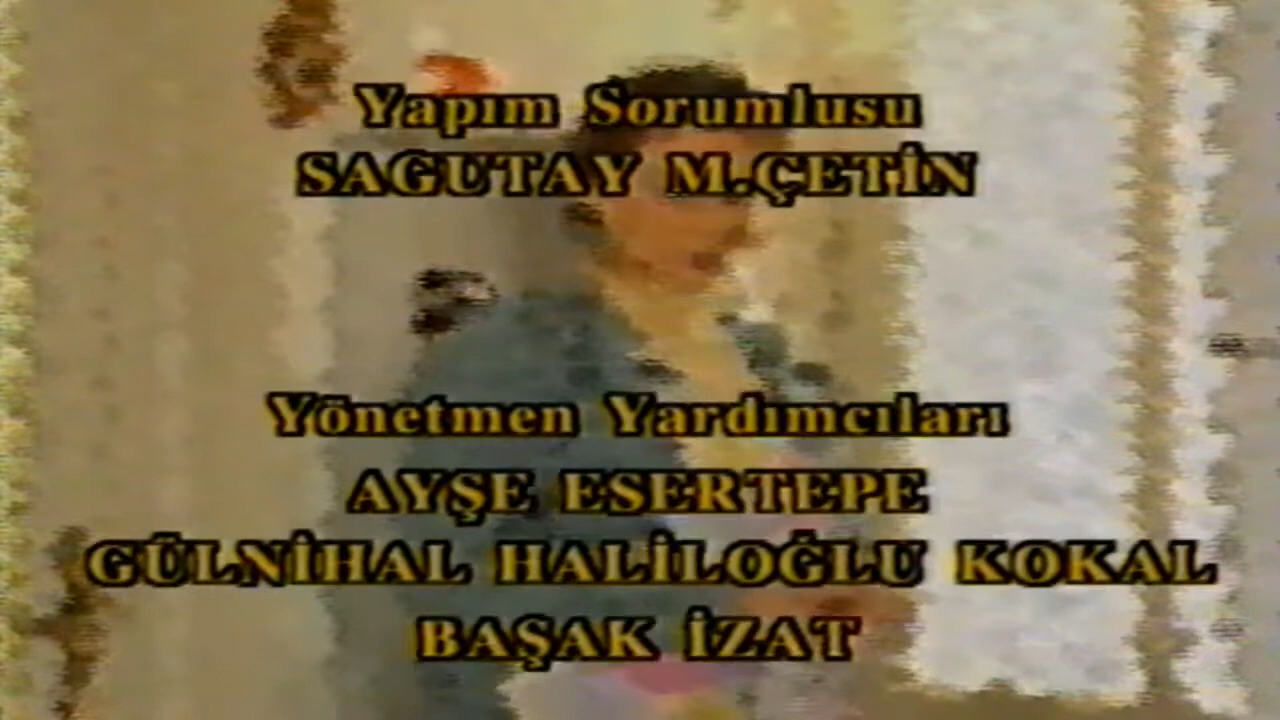 Yapım Sorumlusu
SAGUTAY M.ÇETİN
Yönetmen Yardımcıları
AYŞE ESERTEPE
GÜLNİHAL HALİLOĞLU KOKAL
BAŞAK İZAT